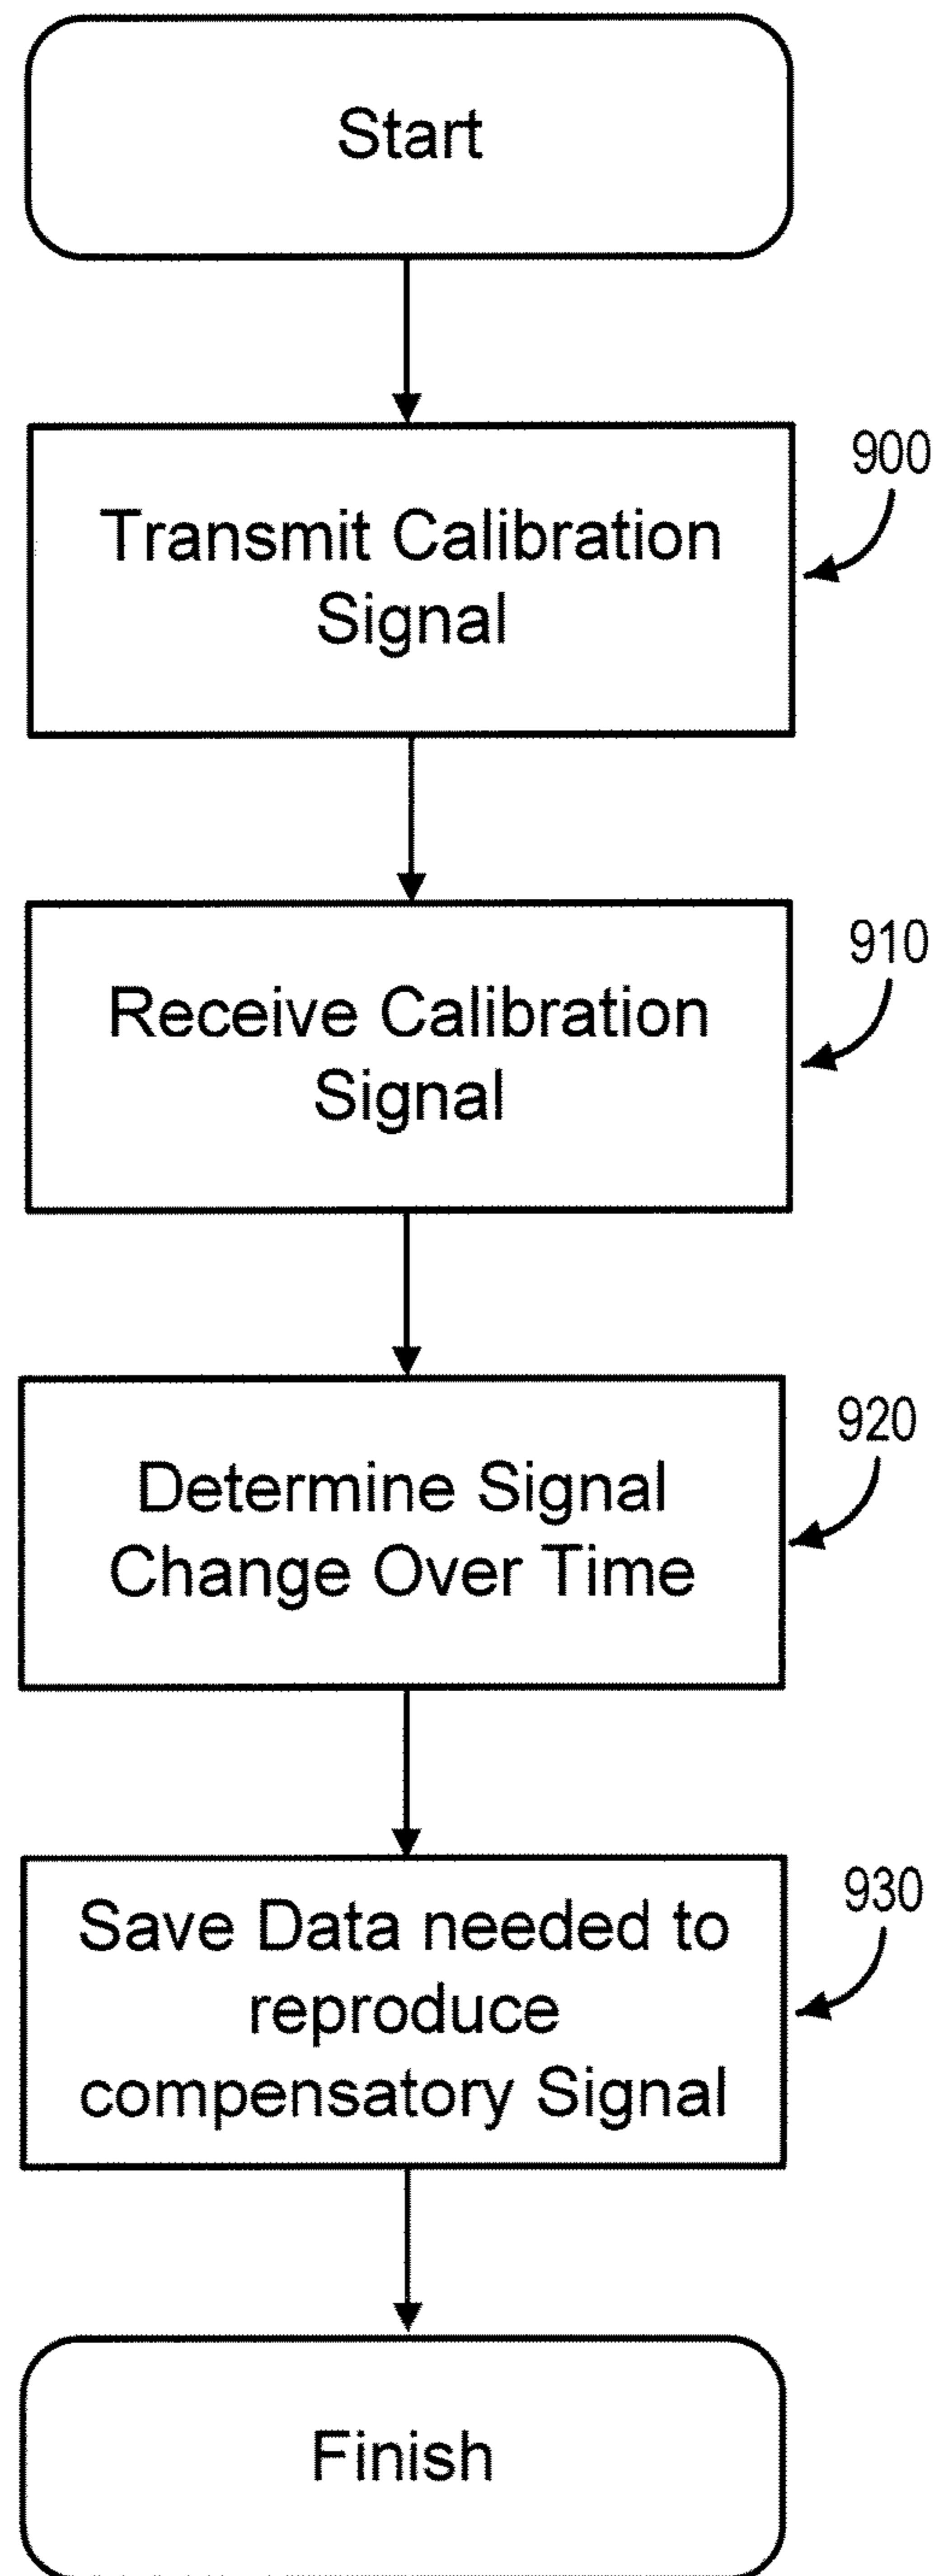 Start
900
Transmit Calibration
Signal
910
Receive Calibration
Signal
920
Determine Signal
Change Over Time
930
Save Data needed to
reproduce
compensatory Signal
Finish